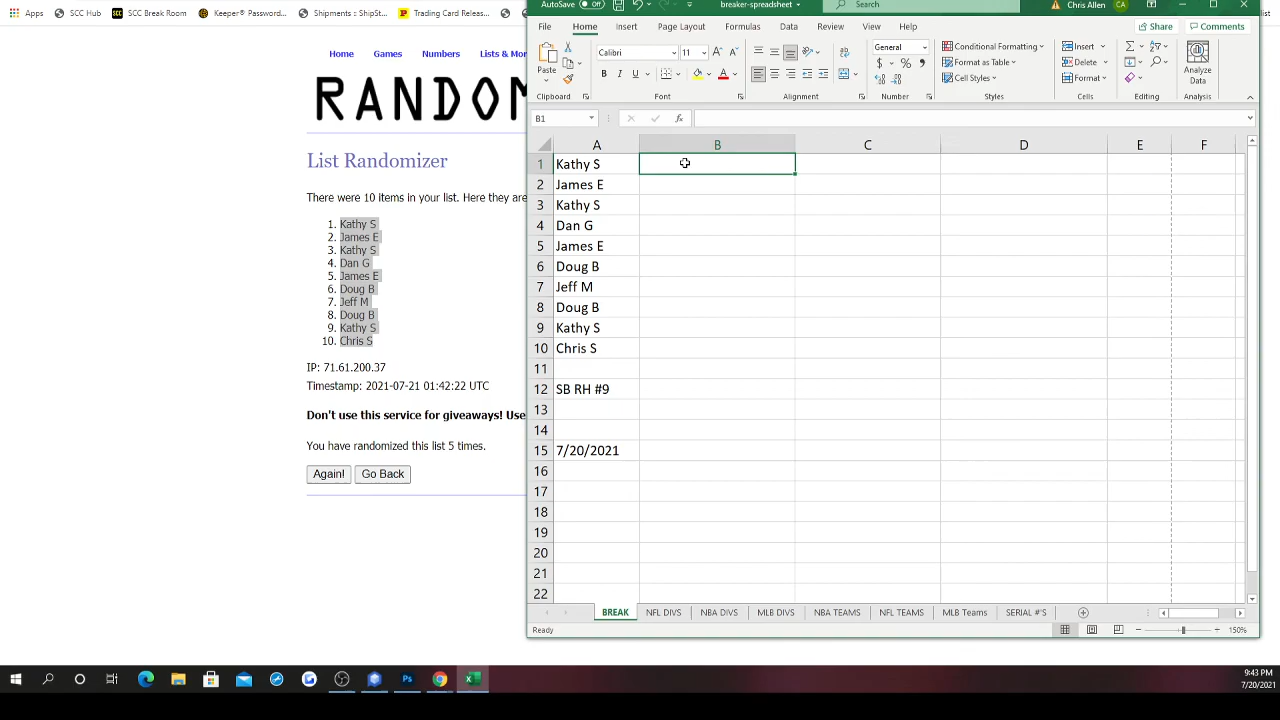 Apps SCC Hub SCC Break Room Keeper® Password... Shipments :: ShipSt... Trading Card Releas...
Home Games Numbers Lists & Mor
RANDOM
List Randomizer
There were 10 items in your list. Here they are
1. Kathy S
2. James E
3. Kathy S
4. Dan G
5. James E
6. Doug B
7. Jeff M
8. Doug B
9. Kathy S
10. Chris S
IP: 71.61.200.37
Timestamp: 2021-07-21 01:42:22 UTC
Don't use this service for giveaways! Use
You have randomized this list 5 times.
Again! Go Back
AutoSave Off breaker-spreadsheet Search Chris Allen CA
File Home Insert Page Layout Formulas Data Review View Help Share Comments
Paste
Calibri 11
General
Conditional Formatting
Format as Table
Cell Styles
Insert
Delete
Format
Analyze
Data
Clipboard Font Alignment Number Styles Cells Editing Analysis
B1 fx
A B C D E F
1 Kathy S
2 James E
3 Kathy S
4 Dan G
5 James E
6 Doug B
7 Jeff M
8 Doug B
9 Kathy S
10 Chris S
11
12 SB RH #9
13
14
15 7/20/2021
16
17
18
19
20
21
22
BREAK NFL DIVS NBA DIVS MLB DIVS NBA TEAMS NFL TEAMS MLB Teams SERIAL #'S
Ready 150%
9:43 PM
7/20/2021